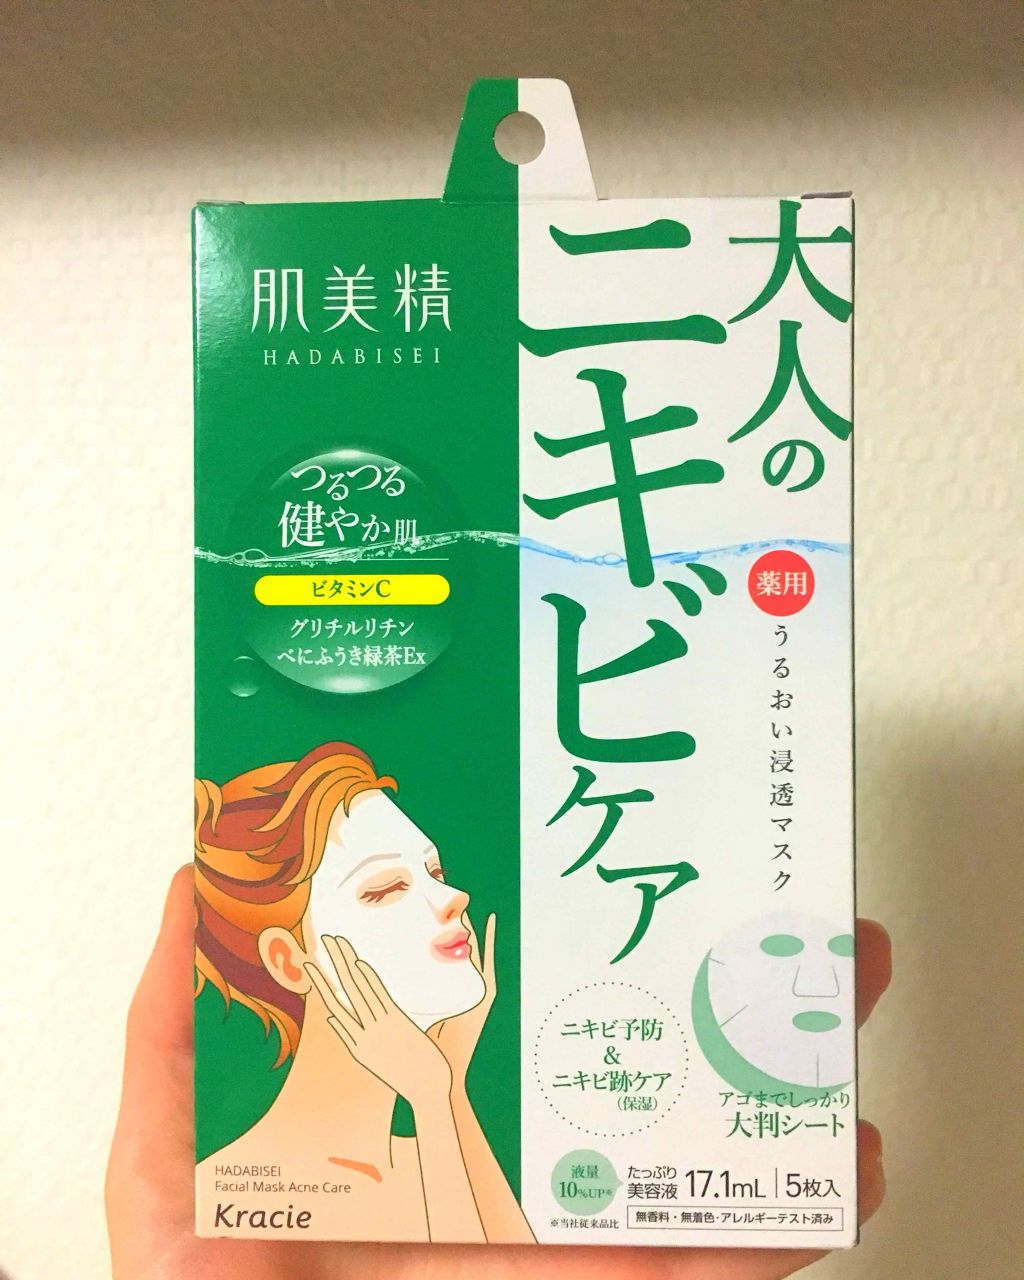 肌美精
HADABISEI
つるつる
健やか肌
ビタミンC
グリチルリチン
べにふうき緑茶Ex
大人の
ニキビケア
薬用
うるおい浸透マスク
ニキビ予防
&
ニキビ跡ケア
(保湿)
アゴまでしっかり
大判シート
液量
10%UP※
※当社従来品比
たっぷり
美容液 17.1mL 5枚入
無香料・無着色・アレルギーテスト済み
HADABISEI
Facial Mask Acne Care
Kracie